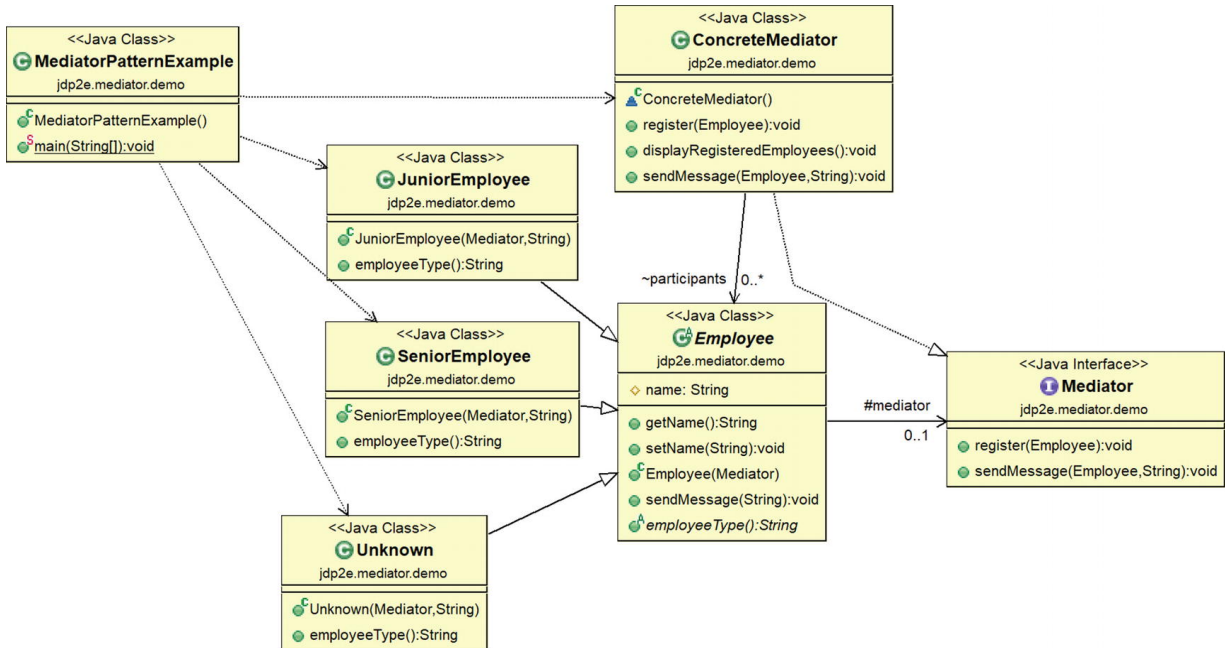 <<Java Class>>
C MediatorPatternExample
jdp2e.mediator.demo
C MediatorPatternExample()
S main(String[]):void
<<Java Class>>
C ConcreteMediator
jdp2e.mediator.demo
C ConcreteMediator()
register(Employee):void
displayRegisteredEmployees():void
sendMessage(Employee,String):void
<<Java Class>>
C JuniorEmployee
jdp2e.mediator.demo
C JuniorEmployee(Mediator,String)
employeeType():String
~participants 0..*
<<Java Class>>
C SeniorEmployee
jdp2e.mediator.demo
C SeniorEmployee(Mediator,String)
employeeType():String
<<Java Class>>
C A Employee
jdp2e.mediator.demo
name: String
getName():String
setName(String):void
C Employee(Mediator)
sendMessage(String):void
A employeeType():String
#mediator
0..1
<<Java Interface>>
I Mediator
jdp2e.mediator.demo
register(Employee):void
sendMessage(Employee,String):void
<<Java Class>>
C Unknown
jdp2e.mediator.demo
C Unknown(Mediator,String)
employeeType():String